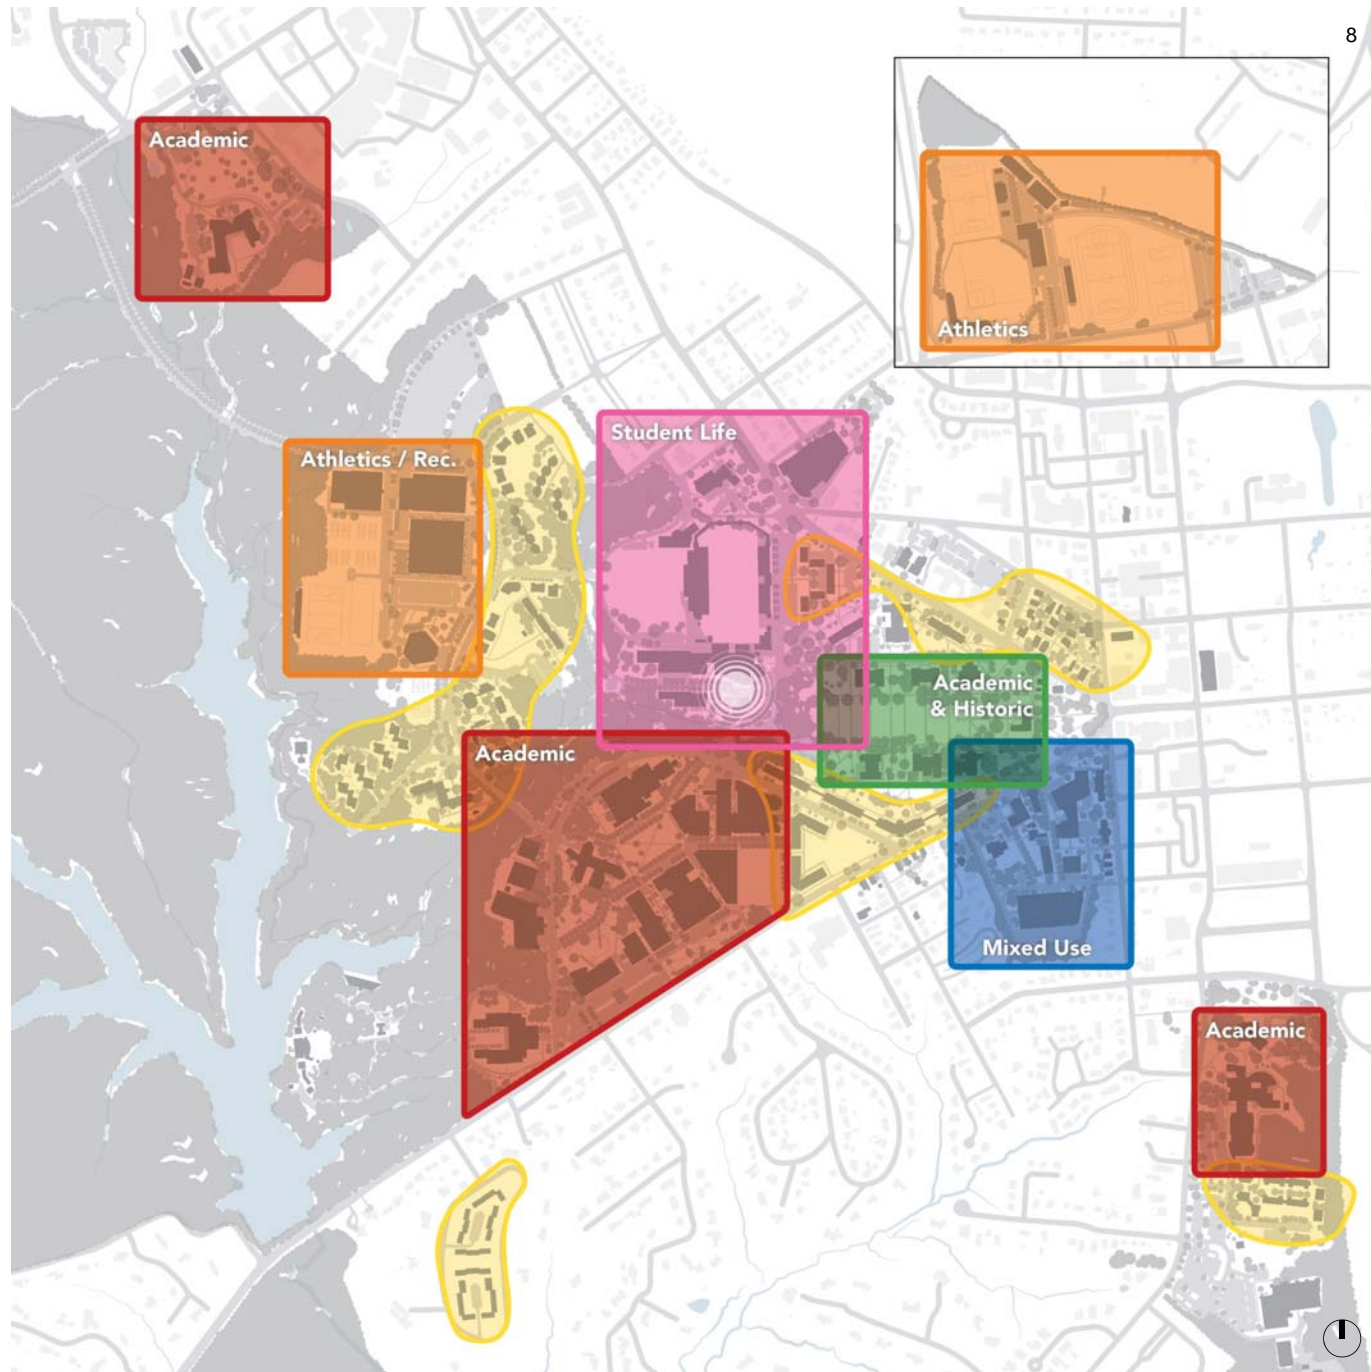 8
Academic
Athletics
Student Life
Athletics / Rec.
Academic
& Historic
Academic
Mixed Use
Academic